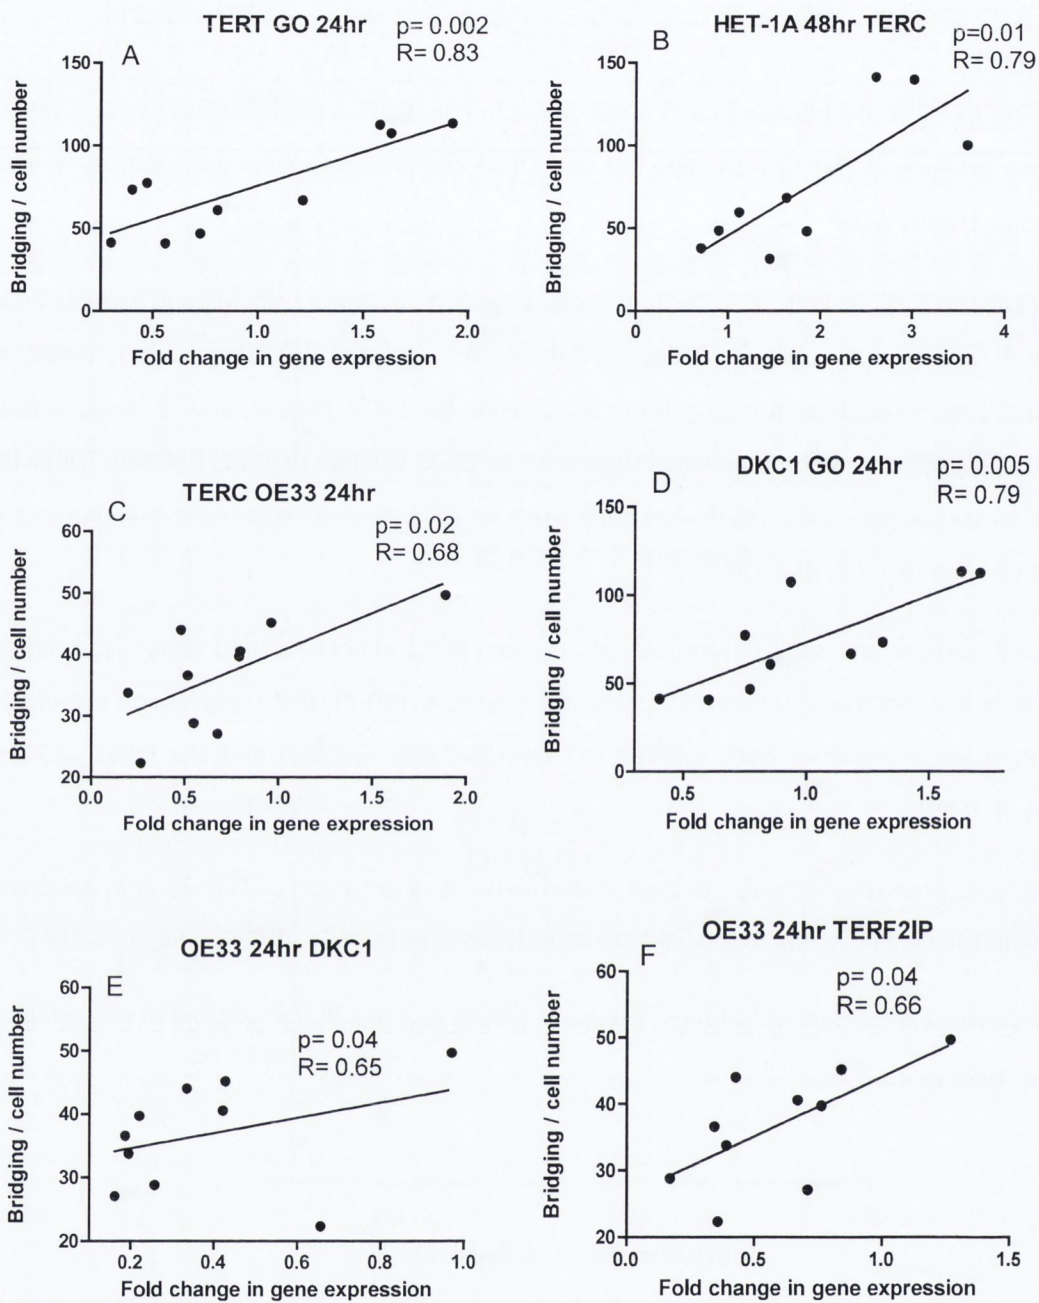 TERT GO 24hr
p= 0.002
R= 0.83
A
150
100
50
0
0.5 1.0 1.5 2.0
Bridging / cell number
Fold change in gene expression
HET-1A 48hr TERC
p=0.01
R= 0.79
B
150
100
50
0
0 1 2 3 4
Bridging / cell number
Fold change in gene expression
TERC OE33 24hr
p= 0.02
R= 0.68
C
60
50
40
30
20
0.0 0.5 1.0 1.5 2.0
Bridging / cell number
Fold change in gene expression
DKC1 GO 24hr
p= 0.005
R= 0.79
D
150
100
50
0
0.5 1.0 1.5
Bridging / cell number
Fold change in gene expression
OE33 24hr DKC1
E
p= 0.04
R= 0.65
60
50
40
30
20
0.2 0.4 0.6 0.8 1.0
Bridging / cell number
Fold change in gene expression
OE33 24hr TERF2IP
F
p= 0.04
R= 0.66
60
50
40
30
20
0.0 0.5 1.0 1.5
Bridging / cell number
Fold change in gene expression